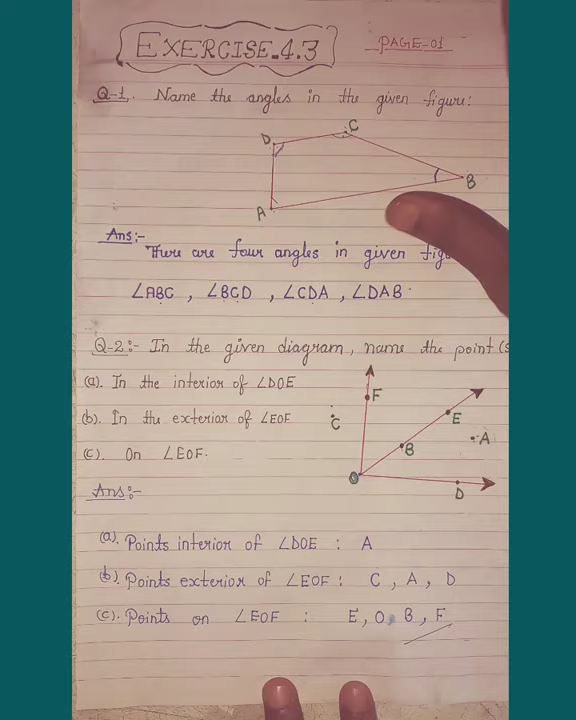 EXERCISE-4.3
PAGE-01
Q-1. Name the angles in the given figure:
D
C
B
A
Ans:-
There are four angles in given
∠ABC, ∠BCD, ∠CDA, ∠DAB.
Q-2:- In the given diagram, name the point(s
(a). In the interior of ∠DOE
(b). In the exterior of ∠EOF
(c). On ∠EOF.
F
C
E
A
B
O
D
Ans:-
(a). Points interior of ∠DOE : A
(b). Points exterior of ∠EOF : C, A, D
(c). Points on ∠EOF : E, O, B, F